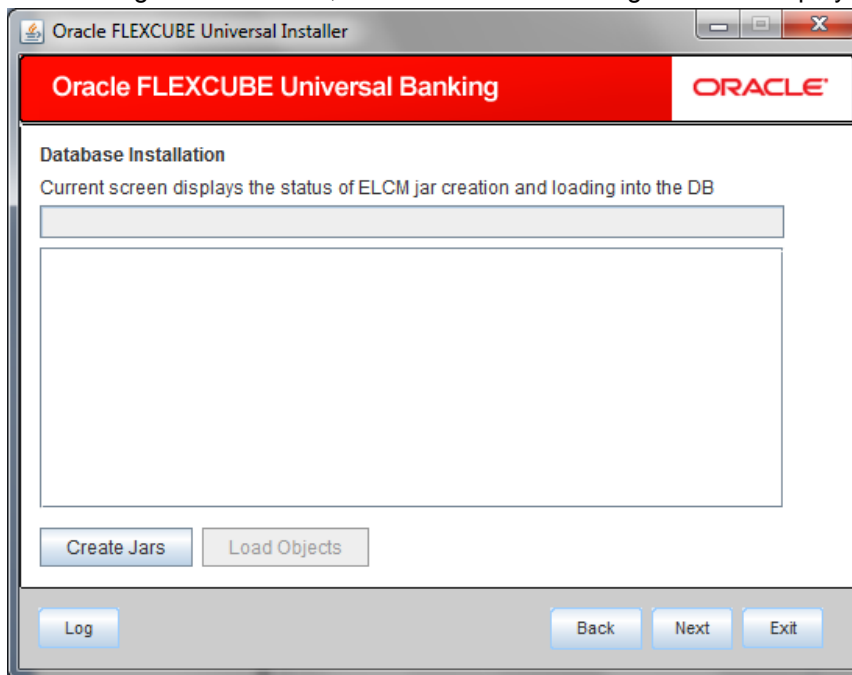 Oracle FLEXCUBE Universal Installer
Oracle FLEXCUBE Universal Banking
ORACLE
Database Installation
Current screen displays the status of ELCM jar creation and loading into the DB
Create Jars Load Objects
Log Back Next Exit